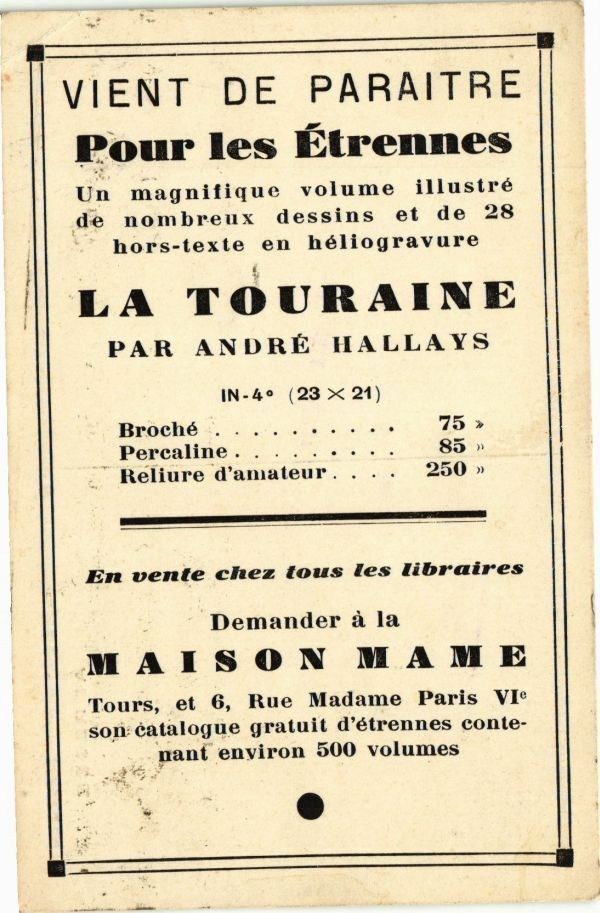 VIENT DE PARAITRE
Pour les Étrennes
Un magnifique volume illustré
de nombreux dessins et de 28
hors-texte en héliogravure
LA TOURAINE
PAR ANDRÉ HALLAYS
IN-4° (23 × 21)
Broché . . . . . . . . . . 75 »
Percaline . . . . . . . . . 85 »
Reliure d'amateur . . . . 250 »
En vente chez tous les libraires
Demander à la
MAISON MAME
Tours, et 6, Rue Madame Paris VIe
son catalogue gratuit d'étrennes conte-
nant environ 500 volumes